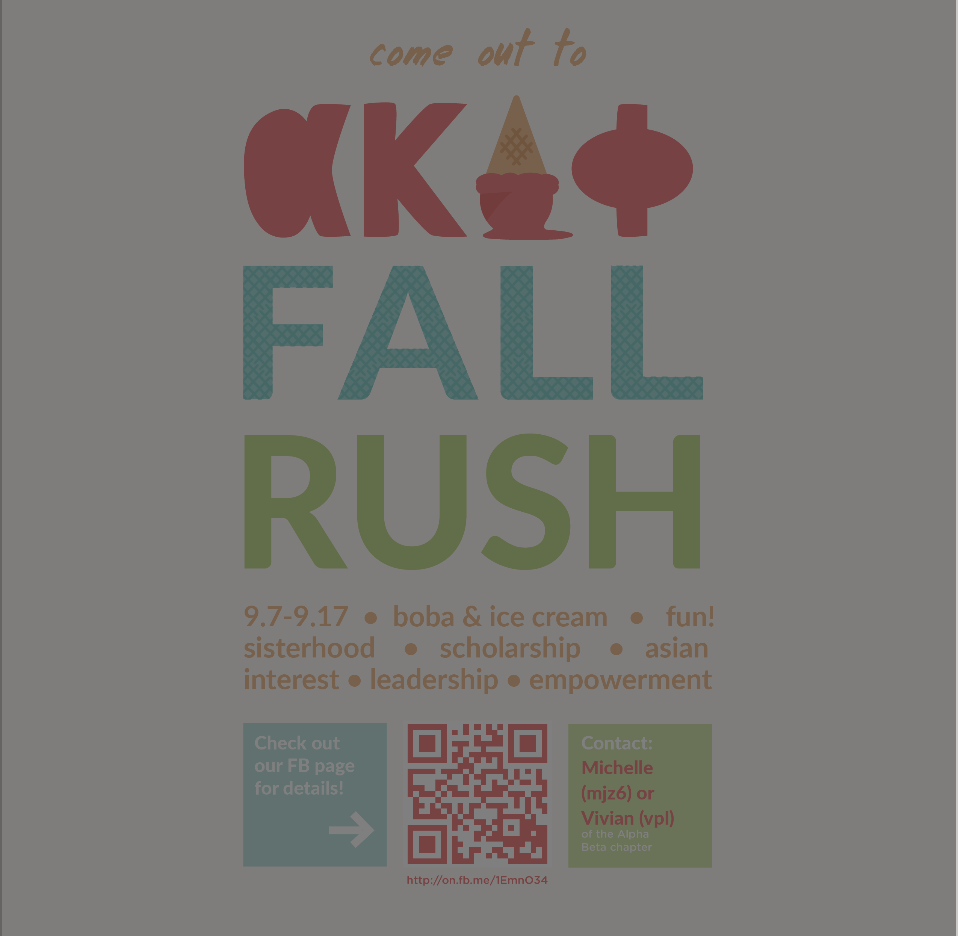 come out to
αKΔΦ
FALL
RUSH
9.7-9.17 • boba & ice cream • fun!
sisterhood • scholarship • asian
interest • leadership • empowerment
Check out
our FB page
for details!
Contact:
Michelle
(mjz6) or
Vivian (vpl)
of the Alpha
Beta chapter
http://on.fb.me/1EmnO34